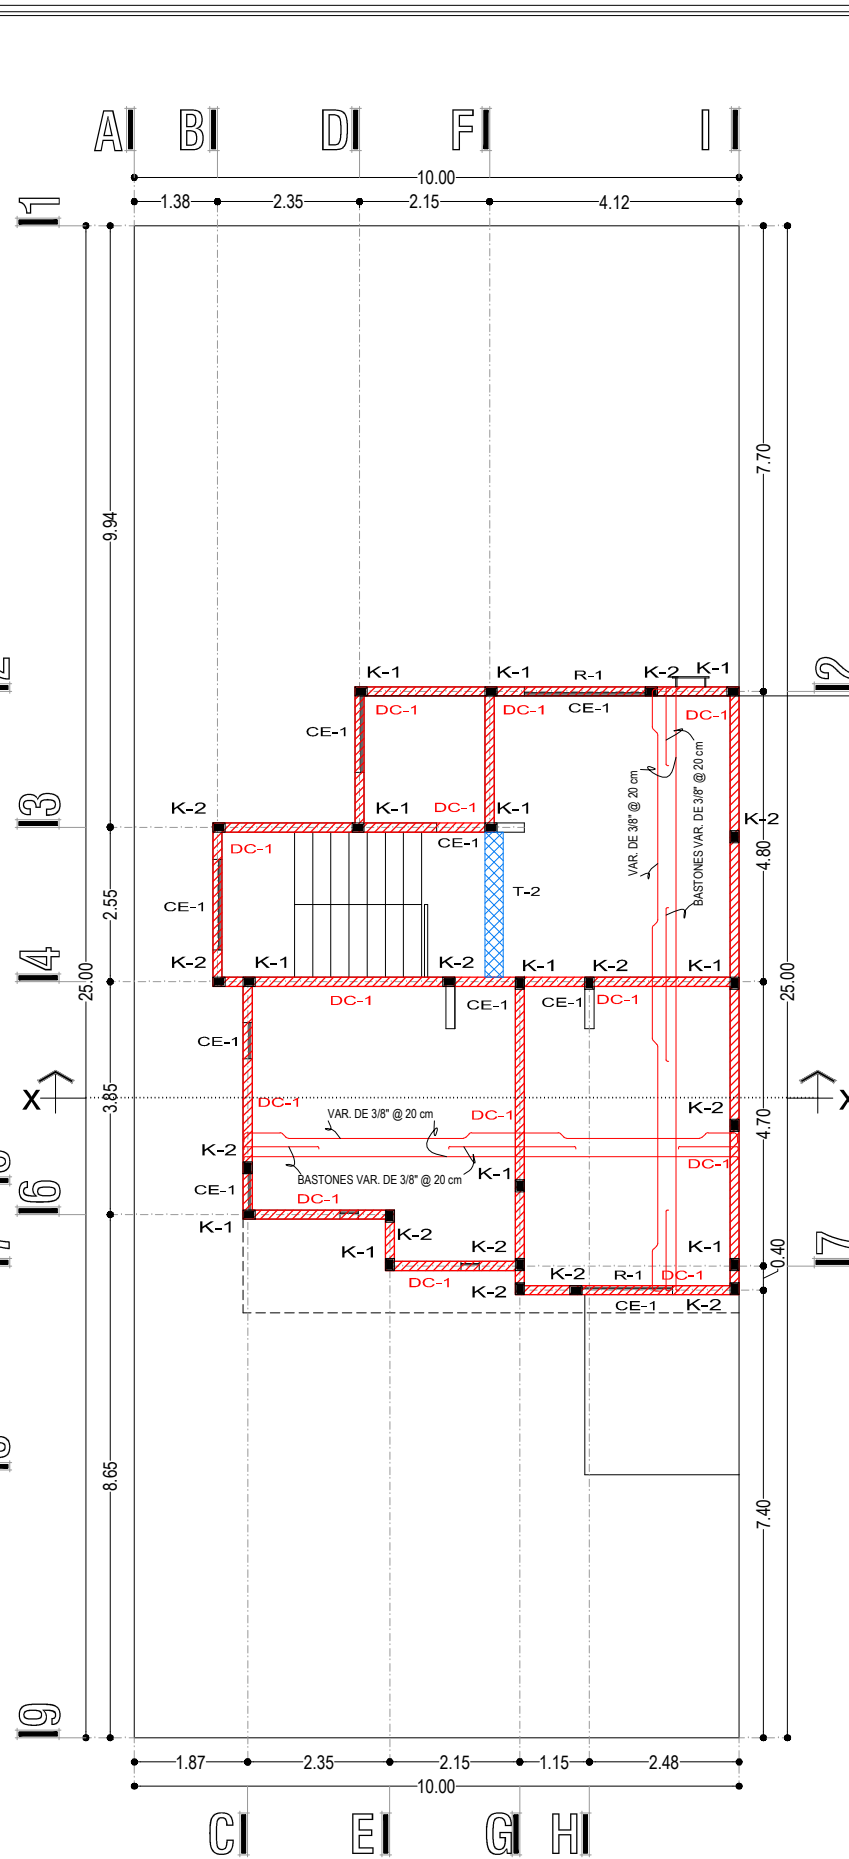 A B D F I
10.00
1.38 2.35 2.15 4.12
1
7.70
9.94
2
K-1 K-1 R-1 K-2 K-1
DC-1 DC-1 CE-1 DC-1
CE-1
VAR. DE 3/8" @ 20 cm
BASTONES VAR. DE 3/8" @ 20 cm
3
K-2 K-1 DC-1 K-1 K-2
DC-1 CE-1
4.80
T-2
CE-1
2.55
4
K-2 K-1 K-2 K-1 K-2 K-1
25.00 25.00
DC-1 CE-1 CE-1 DC-1
CE-1
X X
3.85
DC-1 VAR. DE 3/8" @ 20 cm DC-1 K-2
4.70
K-2
CE-1 BASTONES VAR. DE 3/8" @ 20 cm K-1 DC-1
6
DC-1
K-1 K-2
K-1 K-2 K-1
7
0.40
DC-1 K-2 K-2 R-1 DC-1
CE-1 K-2
8.65
7.40
9
1.87 2.35 2.15 1.15 2.48
10.00
C E G H